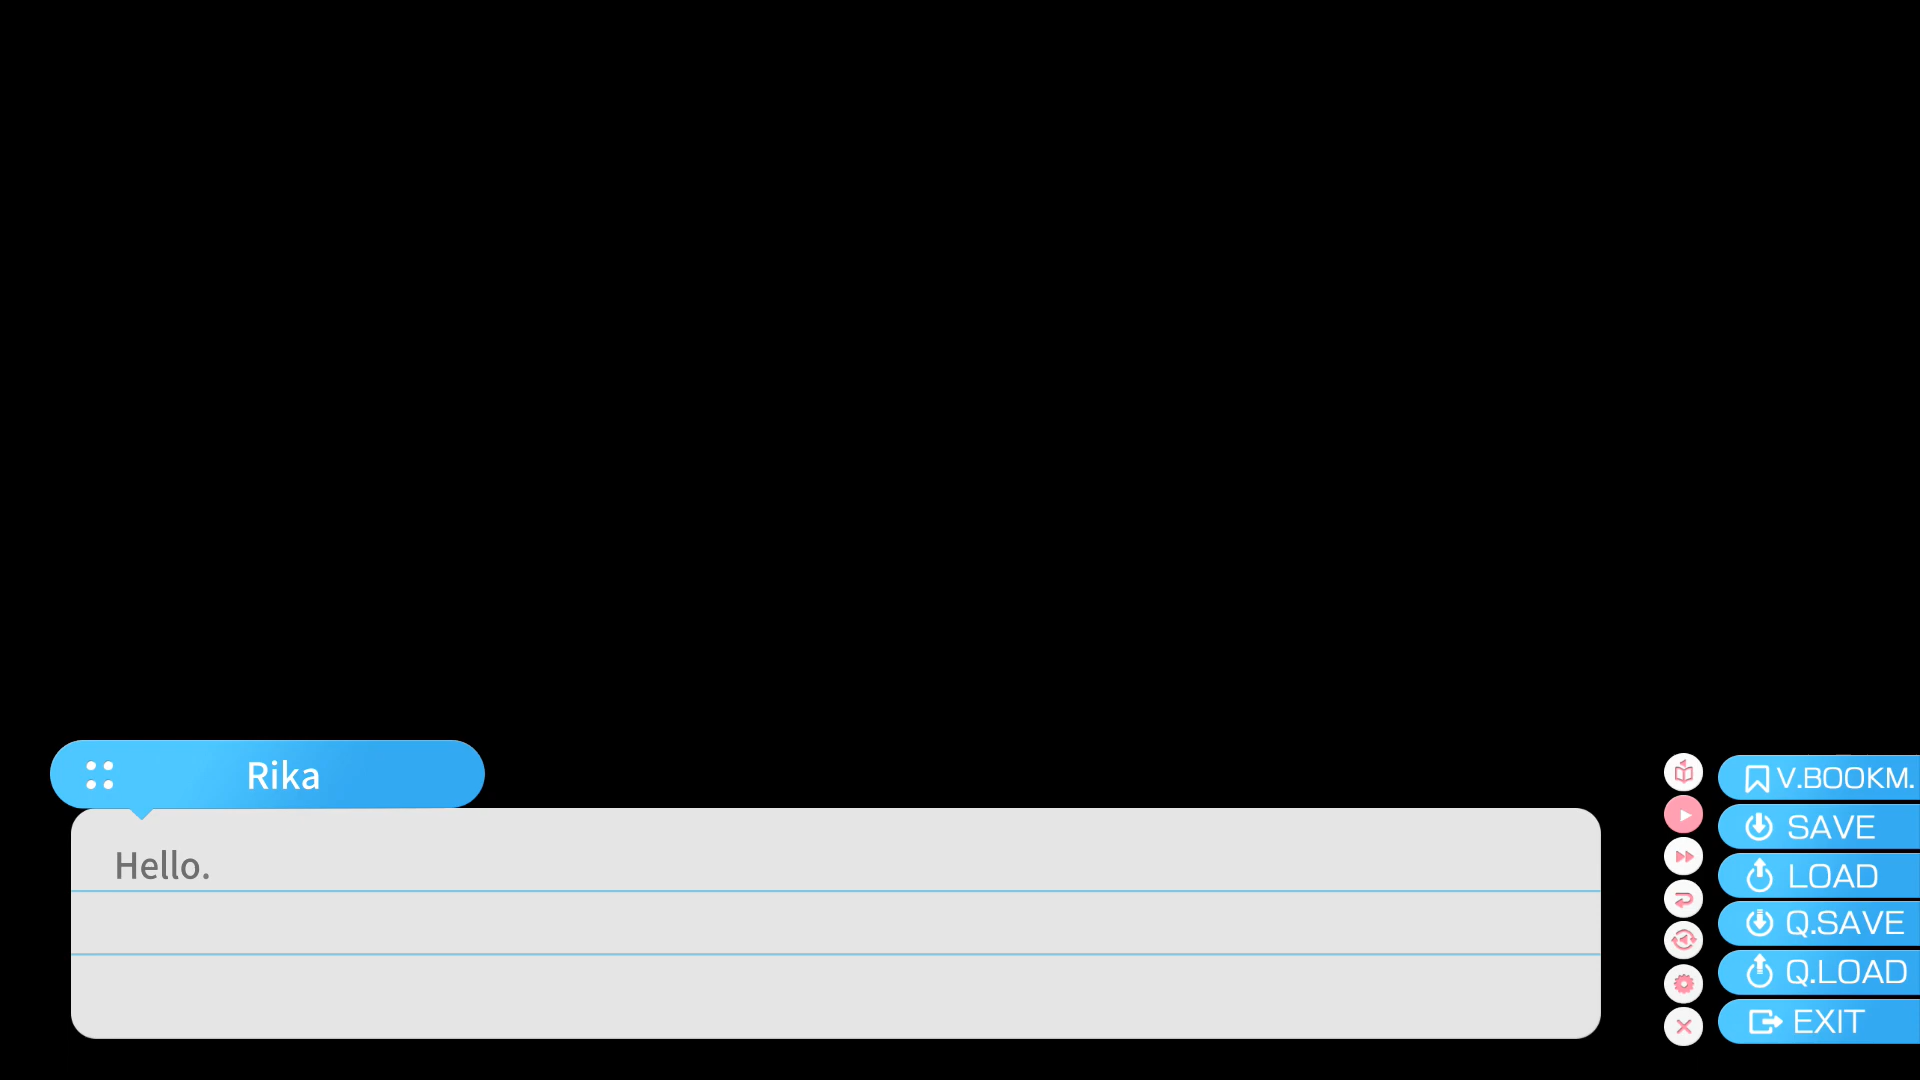 Rika
Hello.
V.BOOKM.
SAVE
LOAD
Q.SAVE
Q.LOAD
EXIT